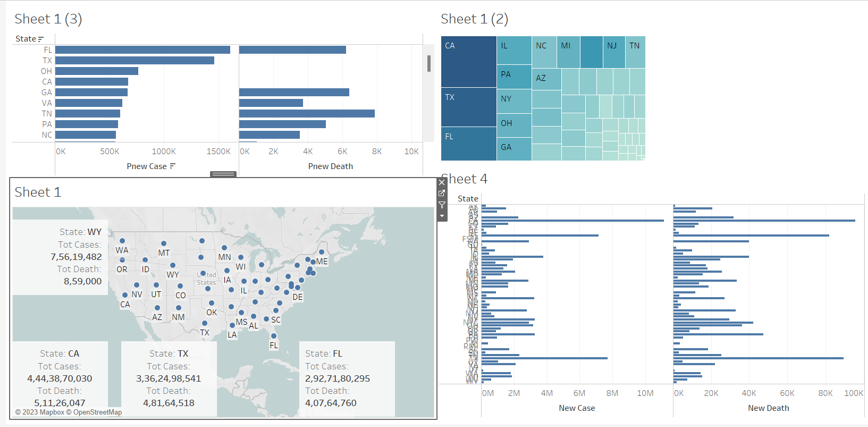 Sheet 1 (3)
State
FL
TX
OH
CA
GA
VA
TN
PA
NC
0K 500K 1000K 1500K 0K 2K 4K 6K 8K 10K
Pnew Case Pnew Death
Sheet 1 (2)
CA IL NC MI NJ TN
PA AZ
TX NY
OH
FL GA
Sheet 1
State: WY
Tot Cases:
7,56,19,482
Tot Death:
8,59,000
WA MT MN ME
OR ID WY WI
United
States
IA
NV UT CO IL DE
CA
AZ NM OK MS AL SC
TX LA
FL
State: CA
Tot Cases:
4,44,38,70,030
Tot Death:
5,11,26,047
State: TX
Tot Cases:
3,36,24,98,541
Tot Death:
4,81,64,518
State: FL
Tot Cases:
2,92,71,80,295
Tot Death:
4,07,64,760
© 2023 Mapbox © OpenStreetMap
Sheet 4
State
0M 2M 4M 6M 8M 10M 0K 20K 40K 60K 80K 100K
New Case New Death